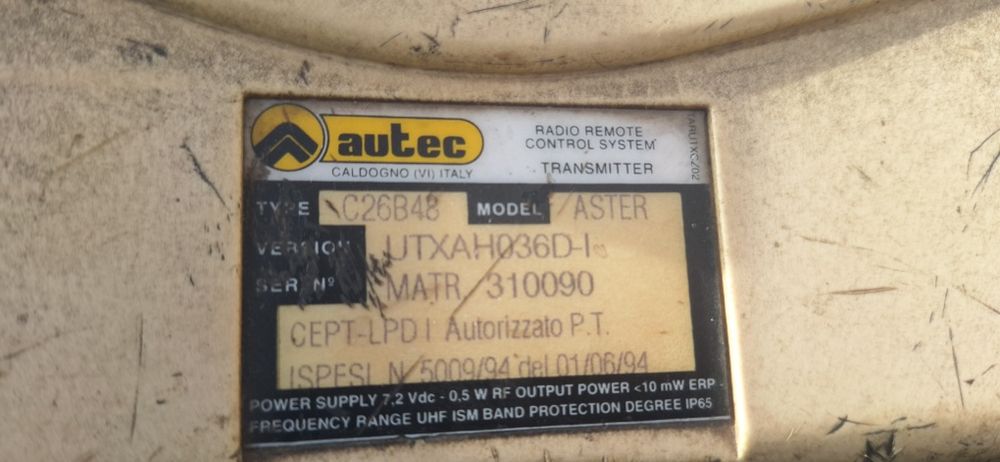 autec
CALDOGNO (VI) ITALY
RADIO REMOTE
CONTROL SYSTEM
TRANSMITTER
TYPE C26B48 MODEL ASTER
VERSION UTXAH036D-I
SER. Nº MATR. 310090
CEPT-LPD I Autorizzato P.T.
ISPESL N. 5009/94 del 01/06/94
POWER SUPPLY 7,2 Vdc - 0.5 W RF OUTPUT POWER <10 mW ERP -
FREQUENCY RANGE UHF ISM BAND PROTECTION DEGREE IP65